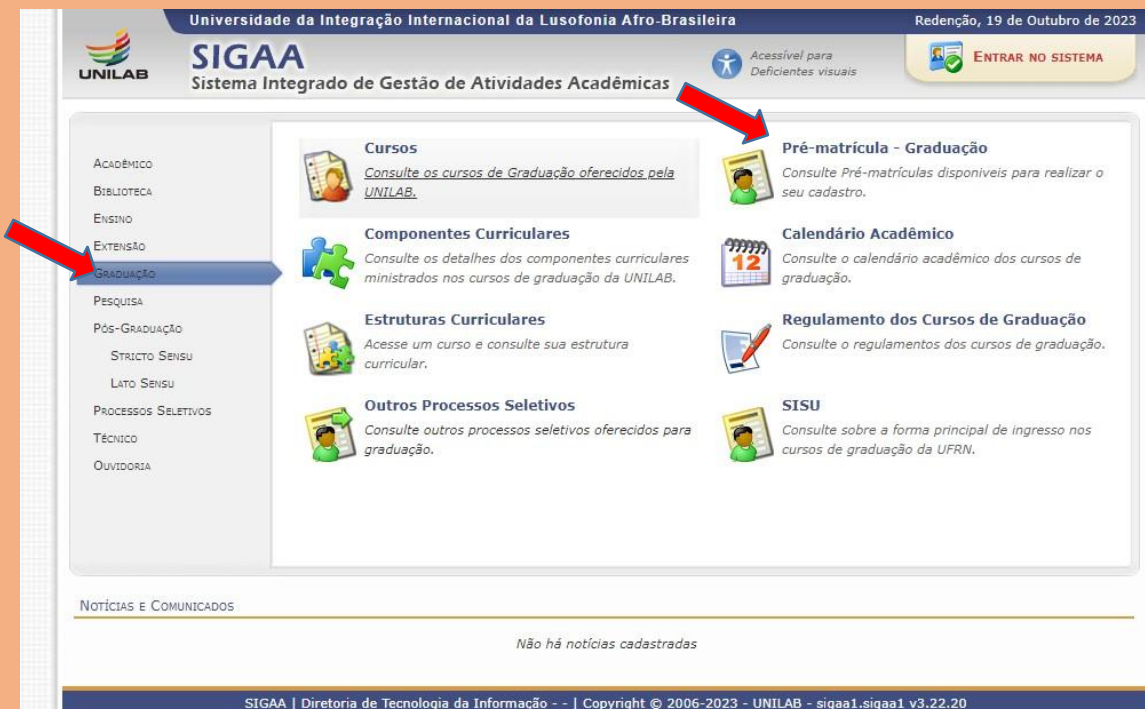 Universidade da Integração Internacional da Lusofonia Afro-Brasileira
Redenção, 19 de Outubro de 2023
UNILAB
SIGAA
Sistema Integrado de Gestão de Atividades Acadêmicas
Acessível para
Deficientes visuais
ENTRAR NO SISTEMA
ACADÊMICO
BIBLIOTECA
ENSINO
EXTENSÃO
GRADUAÇÃO
PESQUISA
PÓS-GRADUAÇÃO
STRICTO SENSU
LATO SENSU
PROCESSOS SELETIVOS
TÉCNICO
OUVIDORIA
Cursos
Consulte os cursos de Graduação oferecidos pela
UNILAB.
Pré-matrícula - Graduação
Consulte Pré-matrículas disponiveis para realizar o
seu cadastro.
Componentes Curriculares
Consulte os detalhes dos componentes curriculares
ministrados nos cursos de graduação da UNILAB.
12
Calendário Acadêmico
Consulte o calendário acadêmico dos cursos de
graduação.
Estruturas Curriculares
Acesse um curso e consulte sua estrutura
curricular.
Regulamento dos Cursos de Graduação
Consulte o regulamentos dos cursos de graduação.
Outros Processos Seletivos
Consulte outros processos seletivos oferecidos para
graduação.
SISU
Consulte sobre a forma principal de ingresso nos
cursos de graduação da UFRN.
NOTÍCIAS E COMUNICADOS
Não há notícias cadastradas
SIGAA | Diretoria de Tecnologia da Informação - - | Copyright © 2006-2023 - UNILAB - sigaa1.sigaa1 v3.22.20